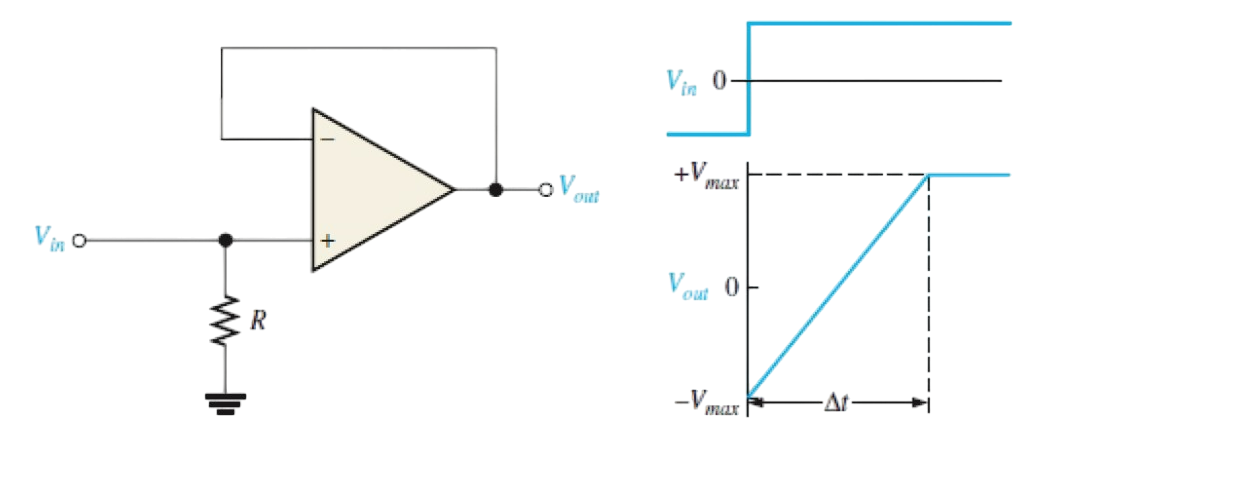 −
V_out
V_in
+
R
V_in 0
+V_max
V_out 0
−V_max
Δt